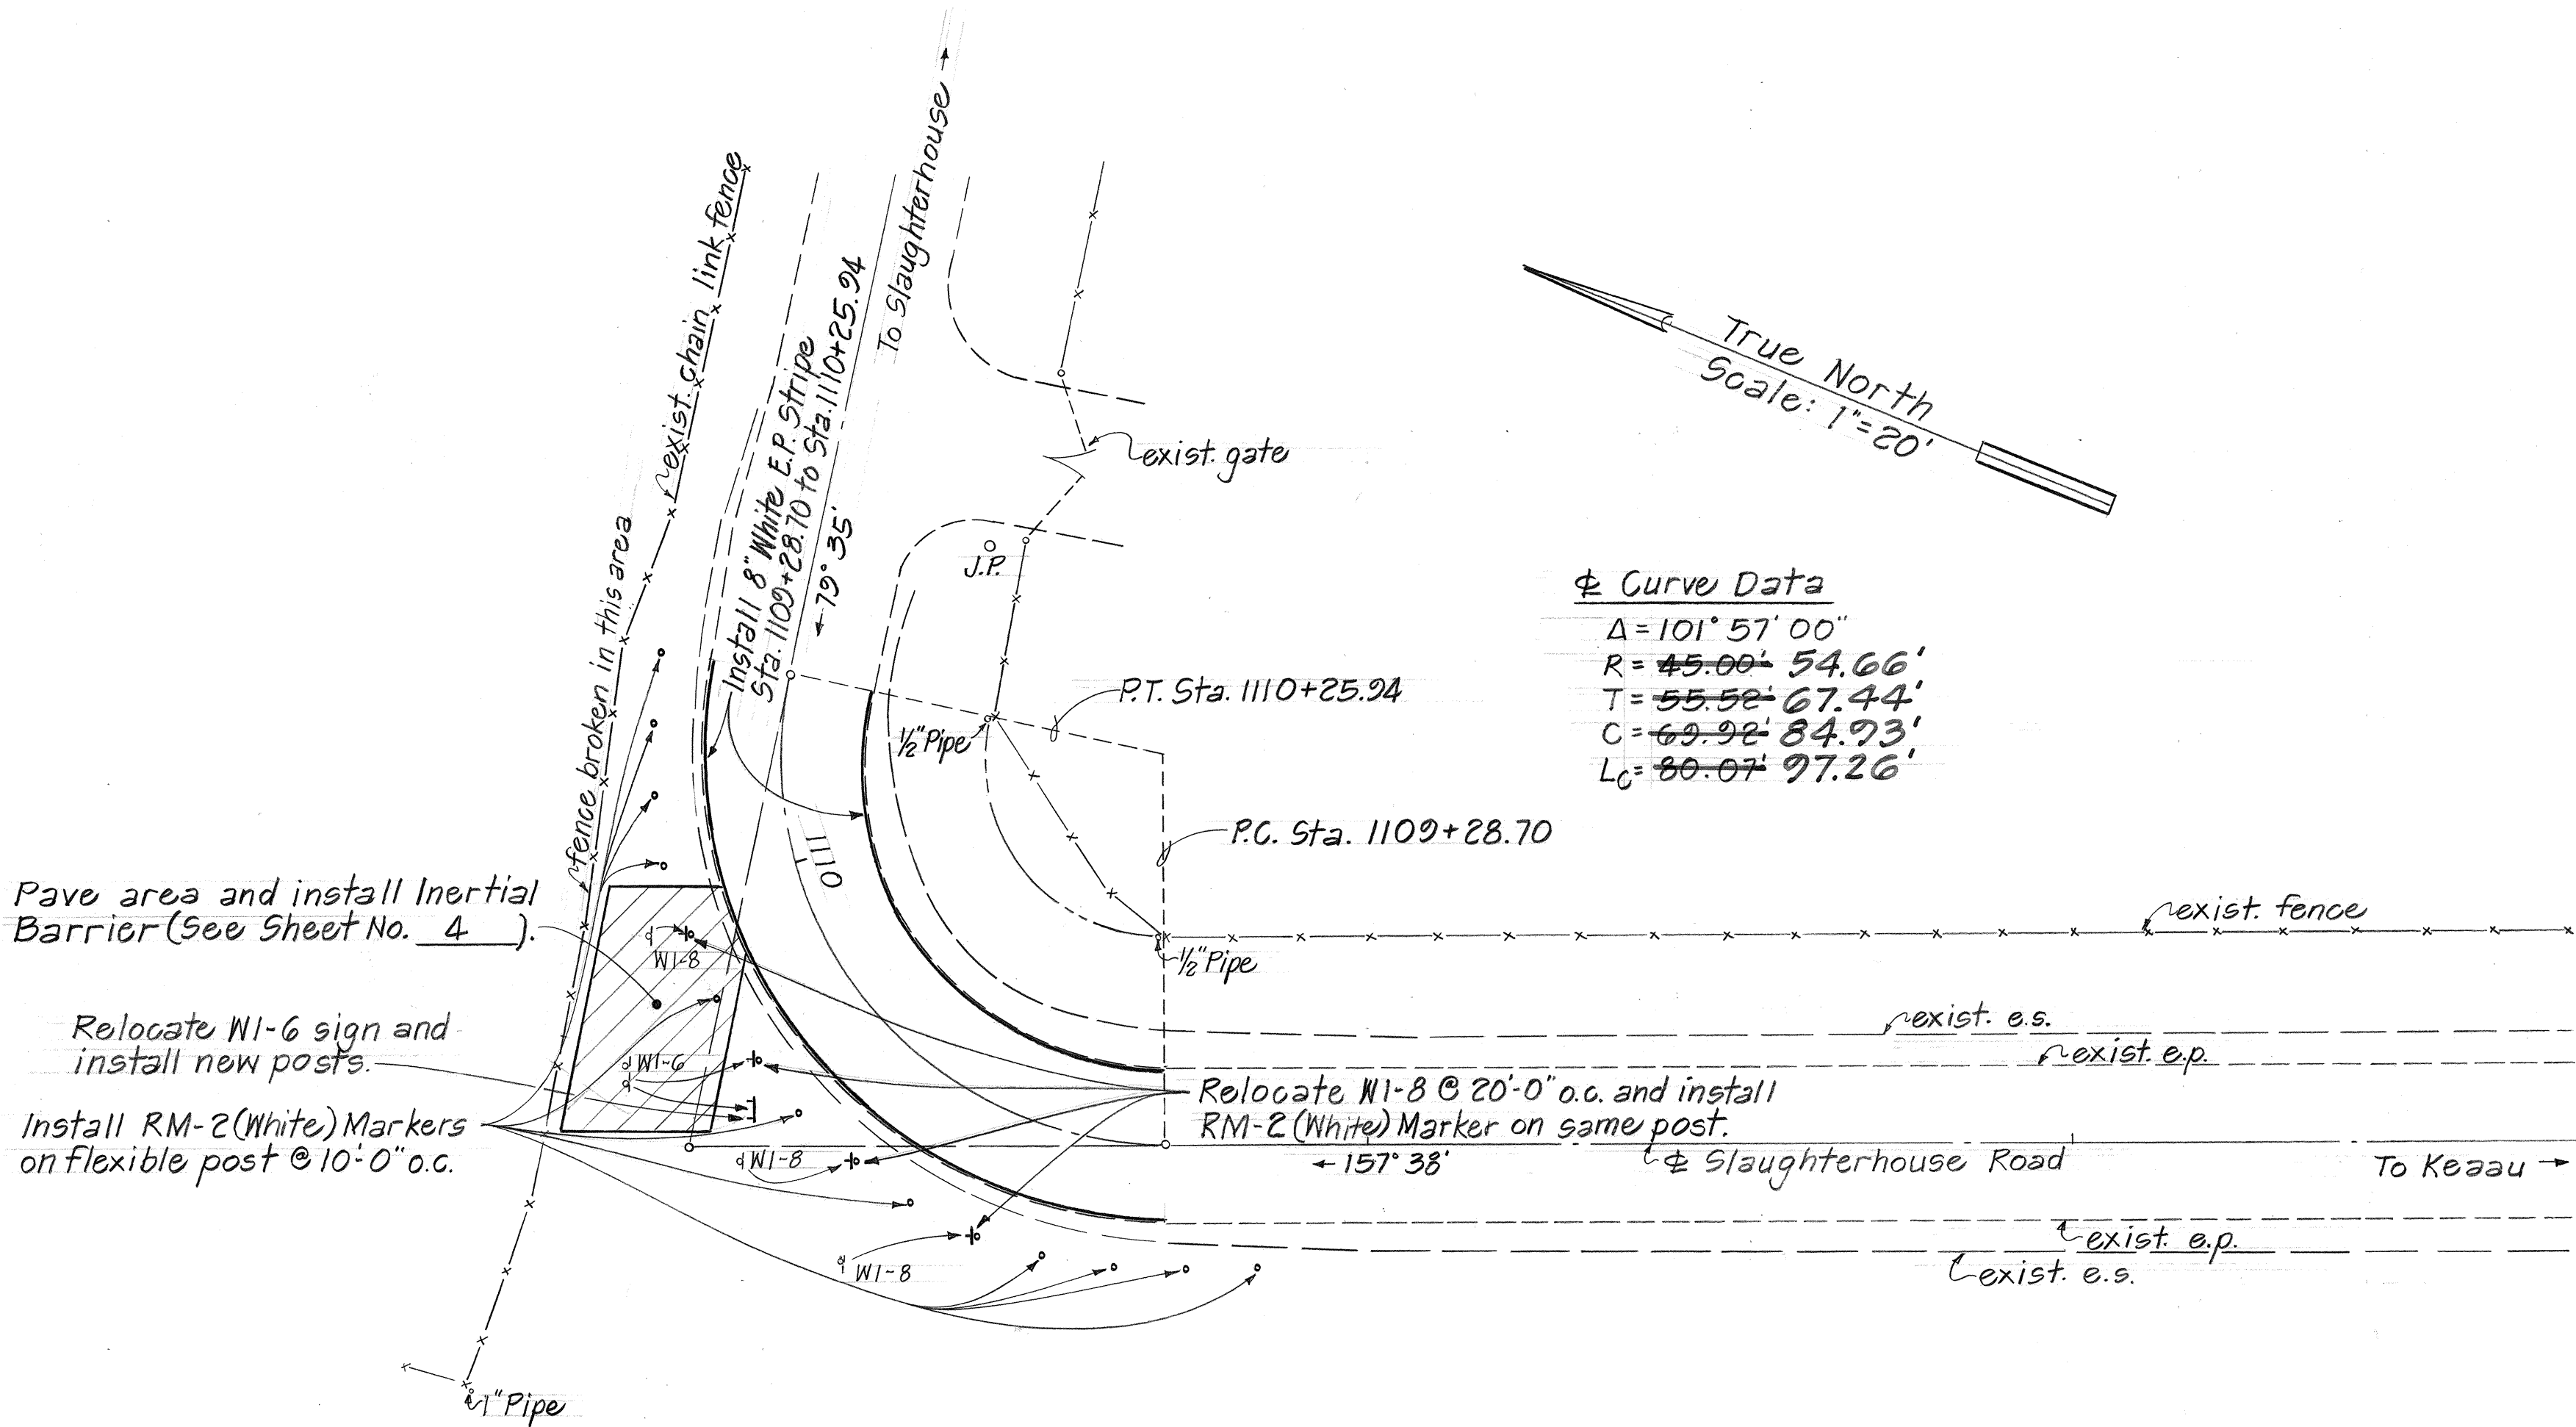 To Slaughterhouse →
exist. chain link fence
Install 8" White E.P. Stripe
Sta. 1109+28.70 to Sta. 1110+25.94
← 79° 35'
fence broken in this area
exist. gate
J.P.
True North
Scale: 1"=20'
℄ Curve Data
Δ = 101° 57' 00"
R = 45.00' 54.66'
T = 55.52' 67.44'
C = 69.92' 84.93'
Lc = 80.07' 97.26'
P.T. Sta. 1110+25.94
1/2" Pipe
P.C. Sta. 1109+28.70
1110
Pave area and install Inertial
Barrier (See Sheet No. 4 ).
W1-8
exist. fence
1/2" Pipe
Relocate W1-6 sign and
install new posts.
W1-6
exist. e.s.
exist. e.p.
Install RM-2 (White) Markers
on flexible post @ 10'-0" o.c.
Relocate W1-8 @ 20'-0" o.c. and install
RM-2 (White) Marker on same post.
W1-8
← 157° 38'
℄ Slaughterhouse Road
To Keaau →
W1-8
exist. e.p.
exist. e.s.
1" Pipe